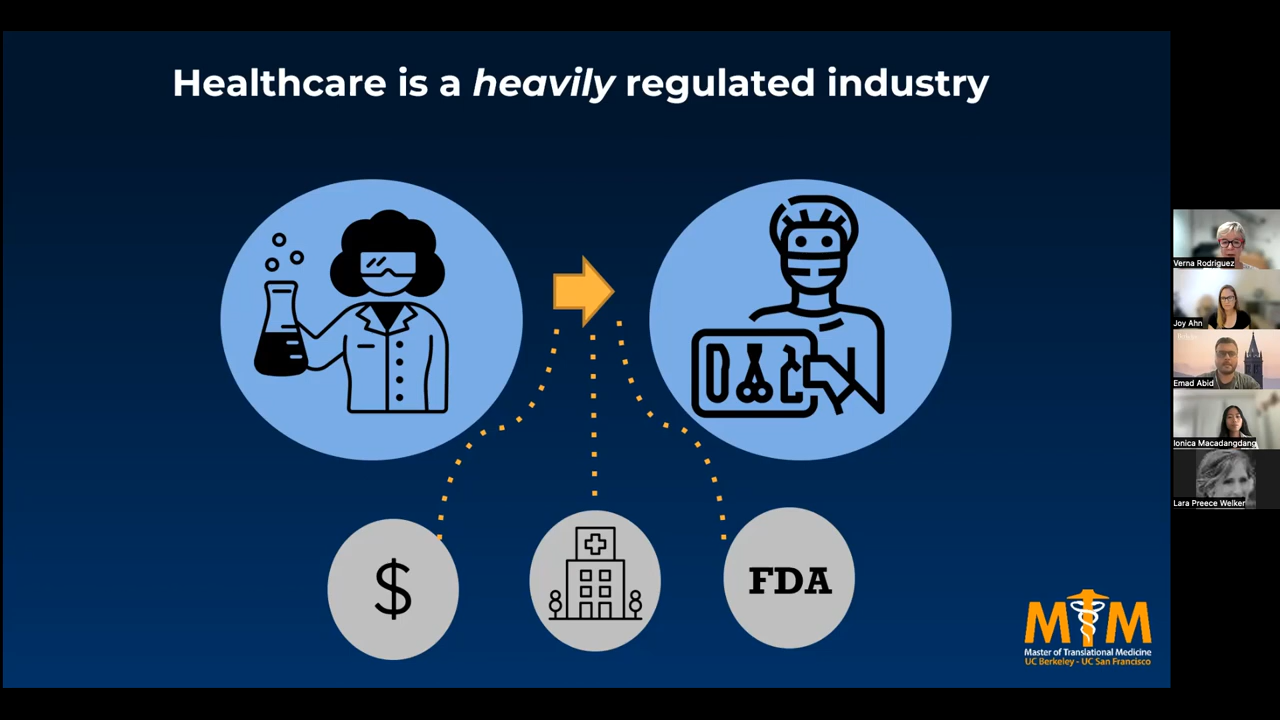 Healthcare is a heavily regulated industry
$
FDA
MTM
Master of Translational Medicine
UC Berkeley - UC San Francisco
Verna Rodriguez
Joy Ahn
Emad Abid
Ionica Macadangdang
Lara Preece Welker